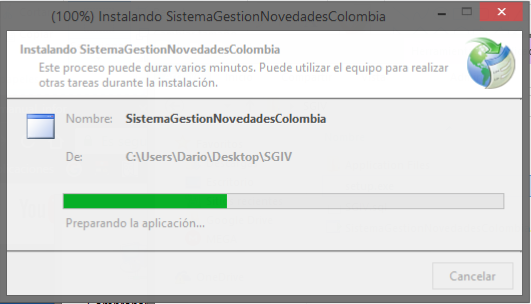 (100%) Instalando SistemaGestionNovedadesColombia
Instalando SistemaGestionNovedadesColombia
Este proceso puede durar varios minutos. Puede utilizar el equipo para realizar
otras tareas durante la instalación.
Nombre: SistemaGestionNovedadesColombia
De: C:\Users\Dario\Desktop\SGIV
Preparando la aplicación...
Cancelar